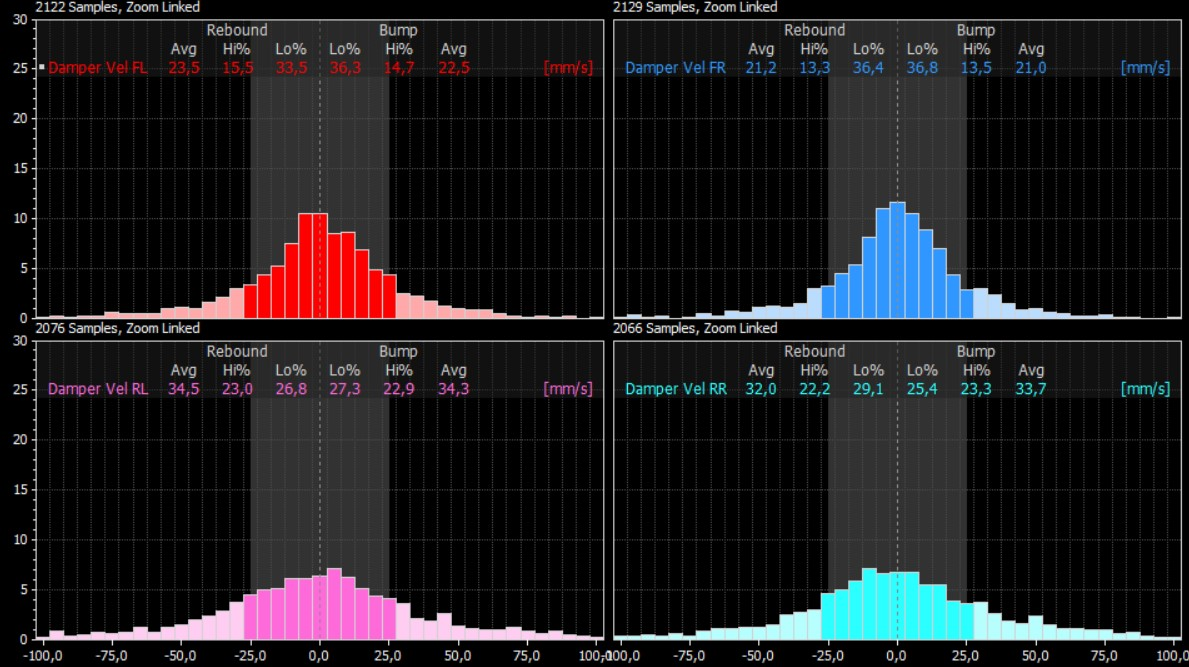 2122 Samples, Zoom Linked
30
Rebound Bump
Avg Hi% Lo% Lo% Hi% Avg
25 Damper Vel FL 23,5 15,5 33,5 36,3 14,7 22,5 [mm/s]
20
15
10
5
0
2129 Samples, Zoom Linked
Rebound Bump
Avg Hi% Lo% Lo% Hi% Avg
Damper Vel FR 21,2 13,3 36,4 36,8 13,5 21,0 [mm/s]
2076 Samples, Zoom Linked
30
Rebound Bump
Avg Hi% Lo% Lo% Hi% Avg
25 Damper Vel RL 34,5 23,0 26,8 27,3 22,9 34,3 [mm/s]
20
15
10
5
0
-100,0 -75,0 -50,0 -25,0 0,0 25,0 50,0 75,0
2066 Samples, Zoom Linked
Rebound Bump
Avg Hi% Lo% Lo% Hi% Avg
Damper Vel RR 32,0 22,2 29,1 25,4 23,3 33,7 [mm/s]
-75,0 -50,0 -25,0 0,0 25,0 50,0 75,0 100,0